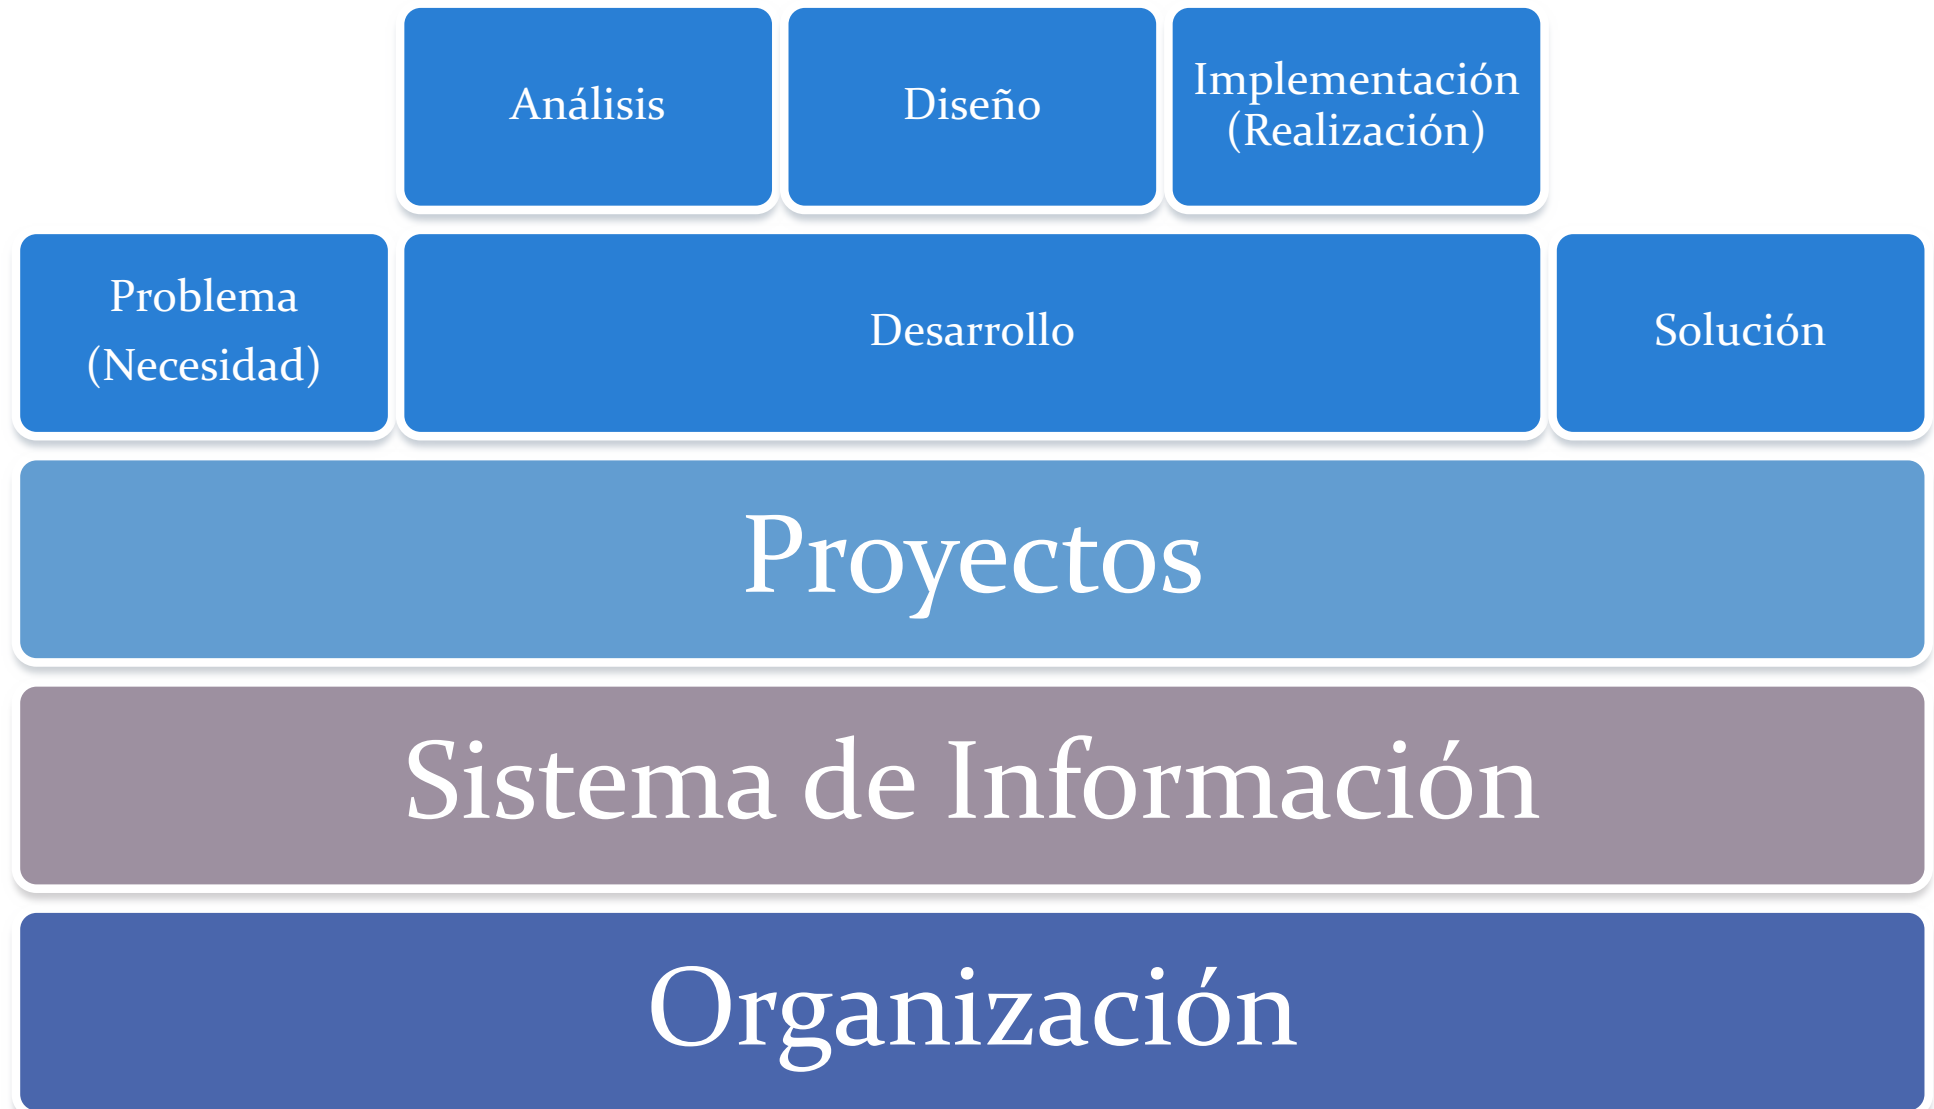 Análisis
Diseño
Implementación
(Realización)
Problema
(Necesidad)
Desarrollo
Solución
Proyectos
Sistema de Información
Organización